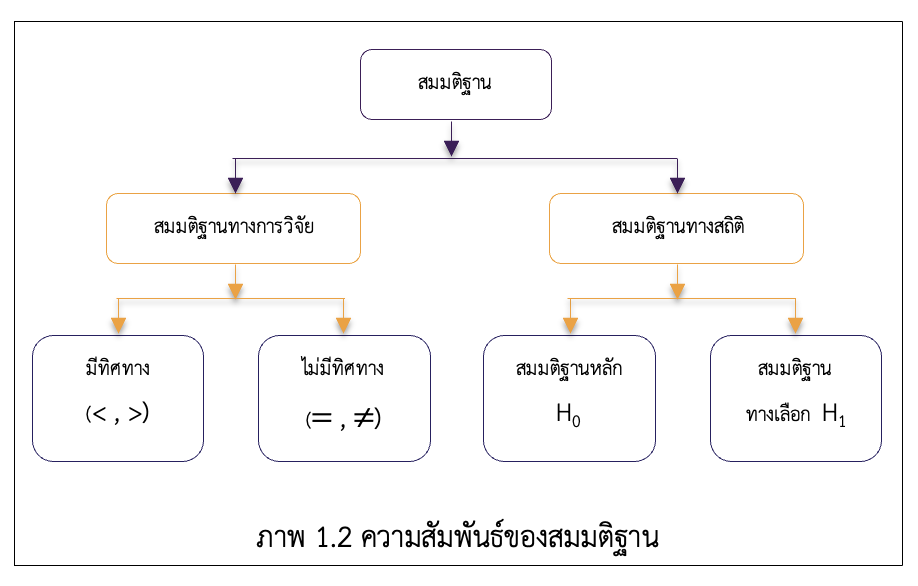 สมมติฐาน
สมมติฐานทางการวิจัย
สมมติฐานทางสถิติ
มีทิศทาง
(< , >)
ไม่มีทิศทาง
(= , ≠)
สมมติฐานหลัก
H₀
สมมติฐาน
ทางเลือก H₁
ภาพ 1.2 ความสัมพันธ์ของสมมติฐาน